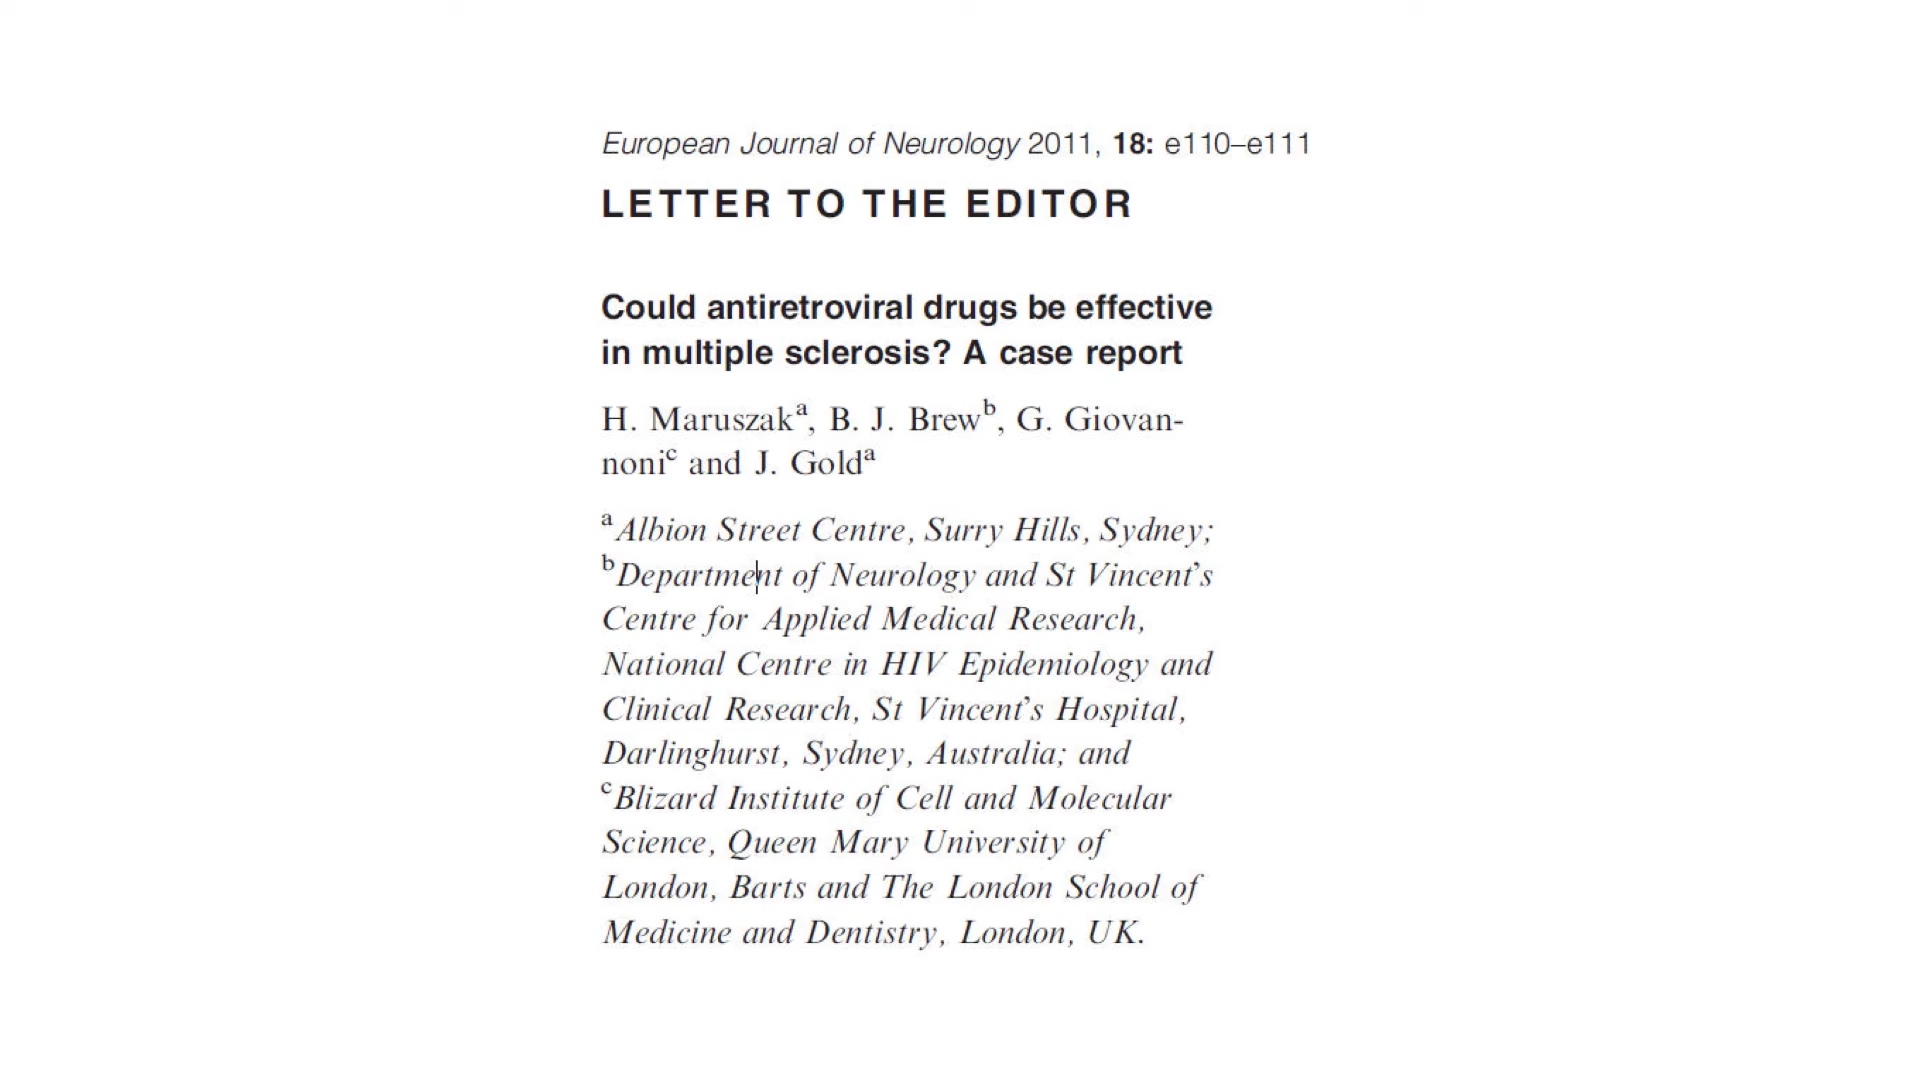 European Journal of Neurology 2011, 18: e110–e111
LETTER TO THE EDITOR
Could antiretroviral drugs be effective
in multiple sclerosis? A case report
H. Maruszakᵃ, B. J. Brewᵇ, G. Giovan-
noniᶜ and J. Goldᵃ
ᵃAlbion Street Centre, Surry Hills, Sydney;
ᵇDepartment of Neurology and St Vincent's
Centre for Applied Medical Research,
National Centre in HIV Epidemiology and
Clinical Research, St Vincent's Hospital,
Darlinghurst, Sydney, Australia; and
ᶜBlizard Institute of Cell and Molecular
Science, Queen Mary University of
London, Barts and The London School of
Medicine and Dentistry, London, UK.